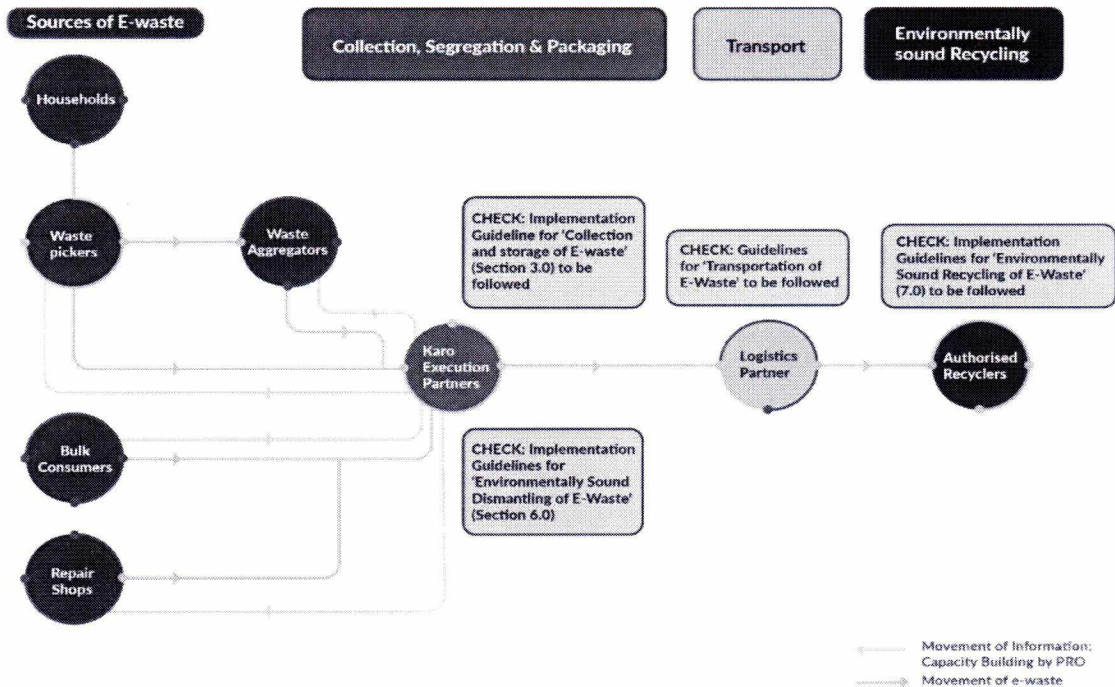 Sources of E-waste
Collection, Segregation & Packaging
Transport
Environmentally
sound Recycling
Households
Waste
pickers
Waste
Aggregators
CHECK: Implementation
Guideline for 'Collection
and storage of E-waste'
(Section 3.0) to be
followed
CHECK: Guidelines
for 'Transportation of
E-Waste' to be followed
CHECK: Implementation
Guidelines for 'Environmentally
Sound Recycling of E-Waste'
(7.0) to be followed
Karo
Execution
Partners
Logistics
Partner
Authorised
Recyclers
Bulk
Consumers
CHECK: Implementation
Guidelines for
'Environmentally Sound
Dismantling of E-Waste'
(Section 6.0)
Repair
Shops
Movement of Information;
Capacity Building by PRO
Movement of e-waste